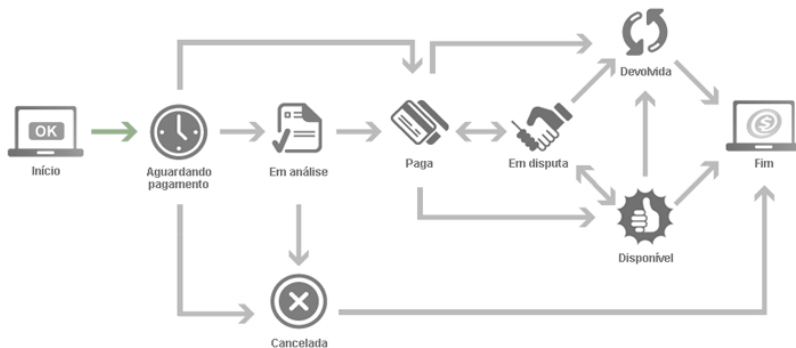 OK
Início
Aguardando
pagamento
Em análise
Paga
Em disputa
Devolvida
Fim
Disponível
Cancelada